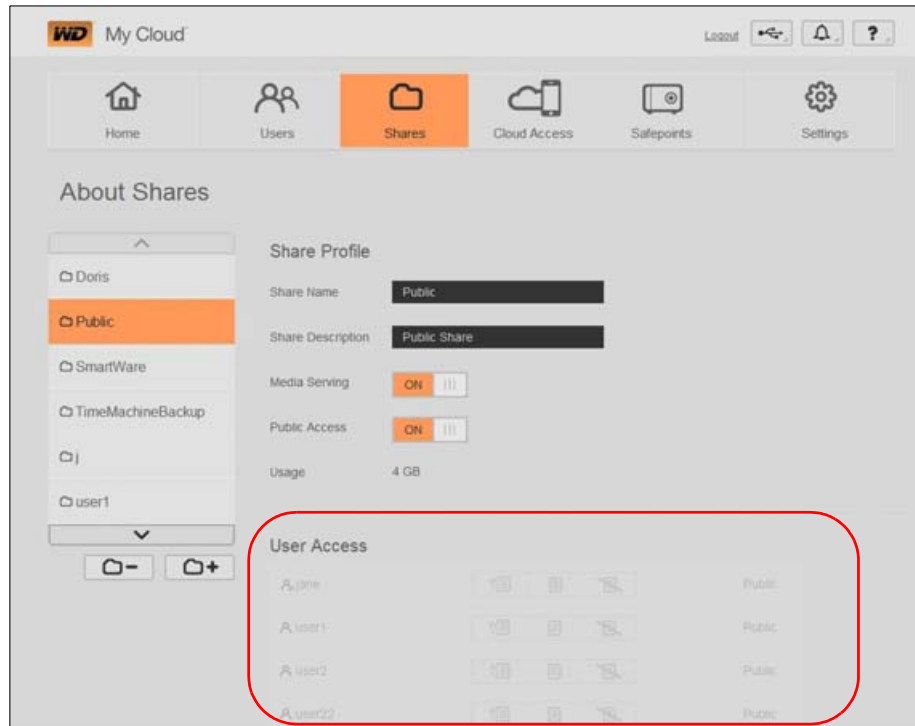 WD My Cloud Logout ?
Home Users Shares Cloud Access Safepoints Settings
About Shares
Doris
Public
SmartWare
TimeMachineBackup
j
user1
Share Profile
Share Name Public
Share Description Public Share
Media Serving ON
Public Access ON
Usage 4 GB
User Access
jane Public
user1 Public
user2 Public
user22 Public